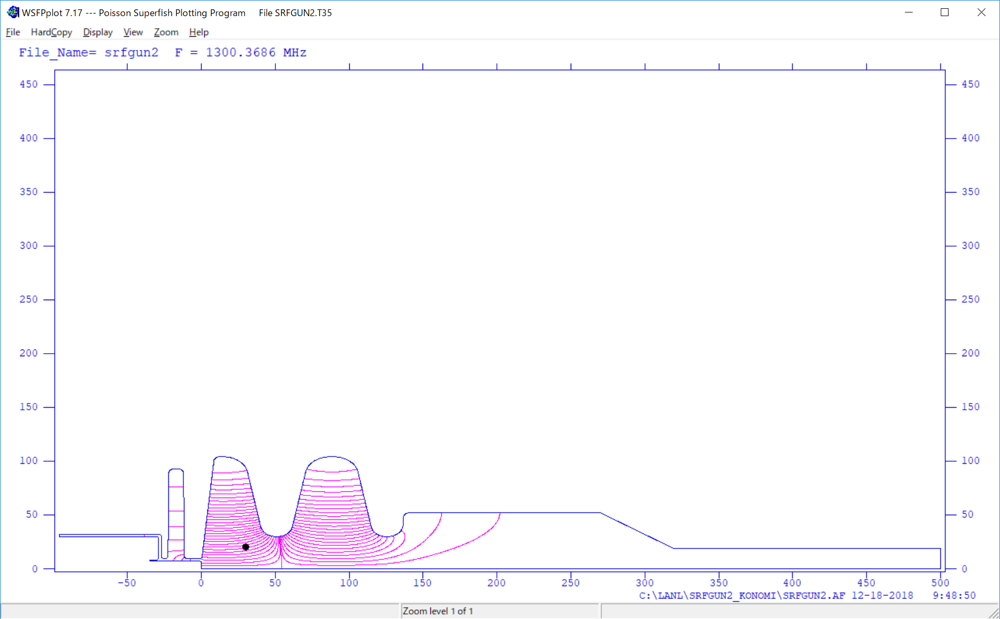 WSFPplot 7.17 --- Poisson Superfish Plotting Program     File SRFGUN2.T35
File HardCopy Display View Zoom Help
File_Name= srfgun2  F = 1300.3686 MHz
450 450
400 400
350 350
300 300
250 250
200 200
150 150
100 100
50 50
0 0
-50 0 50 100 150 200 250 300 350 400 450 500
C:\LANL\SRFGUN2_KONOMI\SRFGUN2.AF 12-18-2018   9:48:50
Zoom level 1 of 1